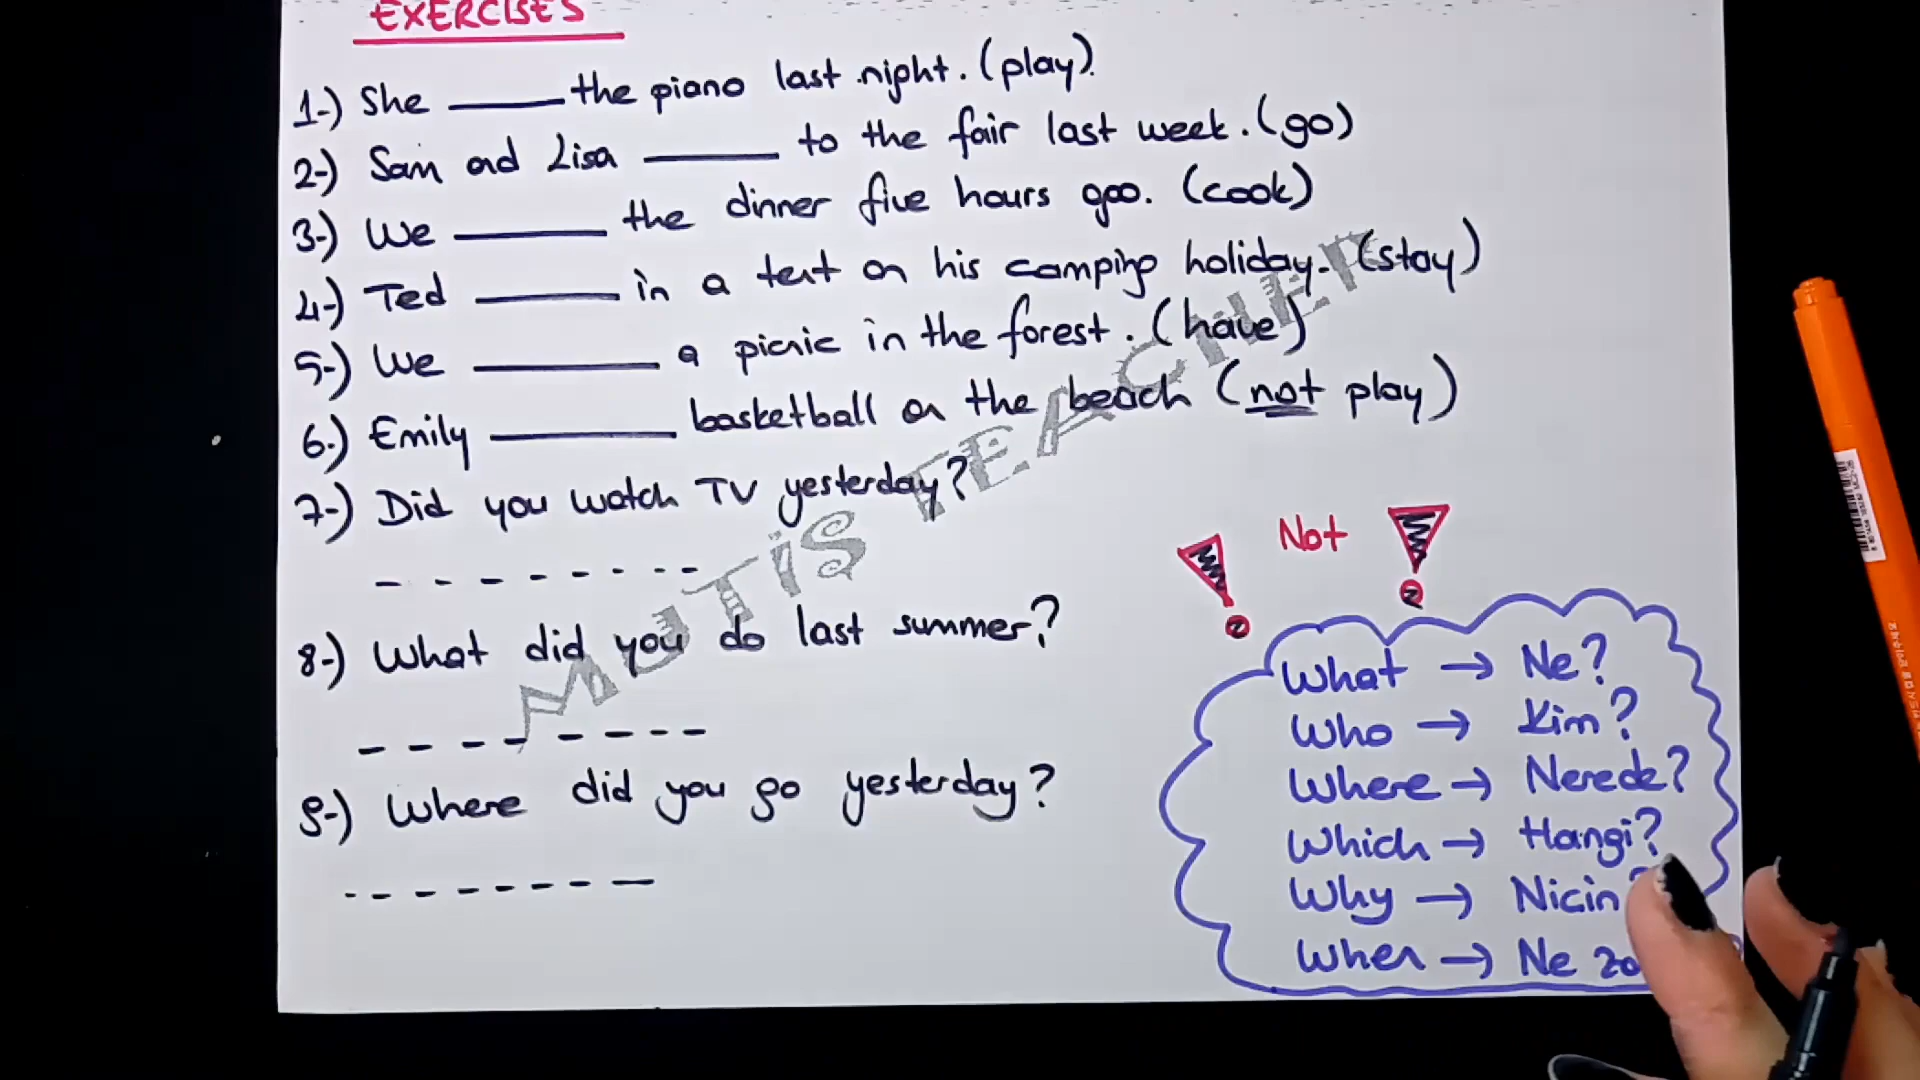 EXERCISES
1-) She ______ the piano last night. (play).
2-) Sam and Lisa ______ to the fair last week. (go)
3-) We ______ the dinner five hours goo. (cook)
4-) Ted ______ in a tent on his camping holiday. (stay)
5-) We ______ a picnic in the forest. (have)
6-) Emily ______ basketball on the beach (not play)
7-) Did you watch TV yesterday?
- - - - - - - - -
8-) What did you do last summer?
- - - - - - - -
9-) Where did you go yesterday?
- - - - - - - - -
MUTİS TEACHER
Not
What → Ne?
Who → Kim?
Where → Nerede?
Which → Hangi?
Why → Nicin
When → Ne